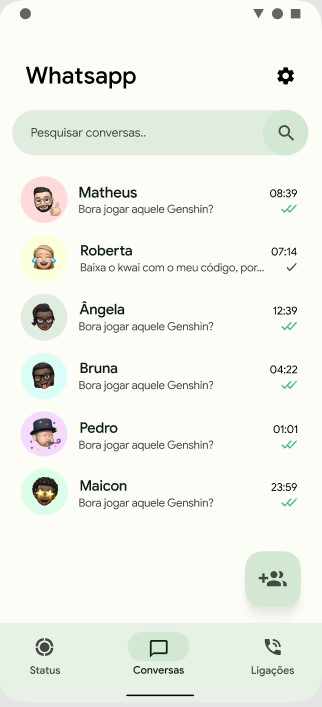 Whatsapp
Pesquisar conversas..
Matheus 08:39
Bora jogar aquele Genshin?
Roberta 07:14
Baixa o kwai com o meu código, por...
Ângela 12:39
Bora jogar aquele Genshin?
Bruna 04:22
Bora jogar aquele Genshin?
Pedro 01:01
Bora jogar aquele Genshin?
Maicon 23:59
Bora jogar aquele Genshin?
Status Conversas Ligações